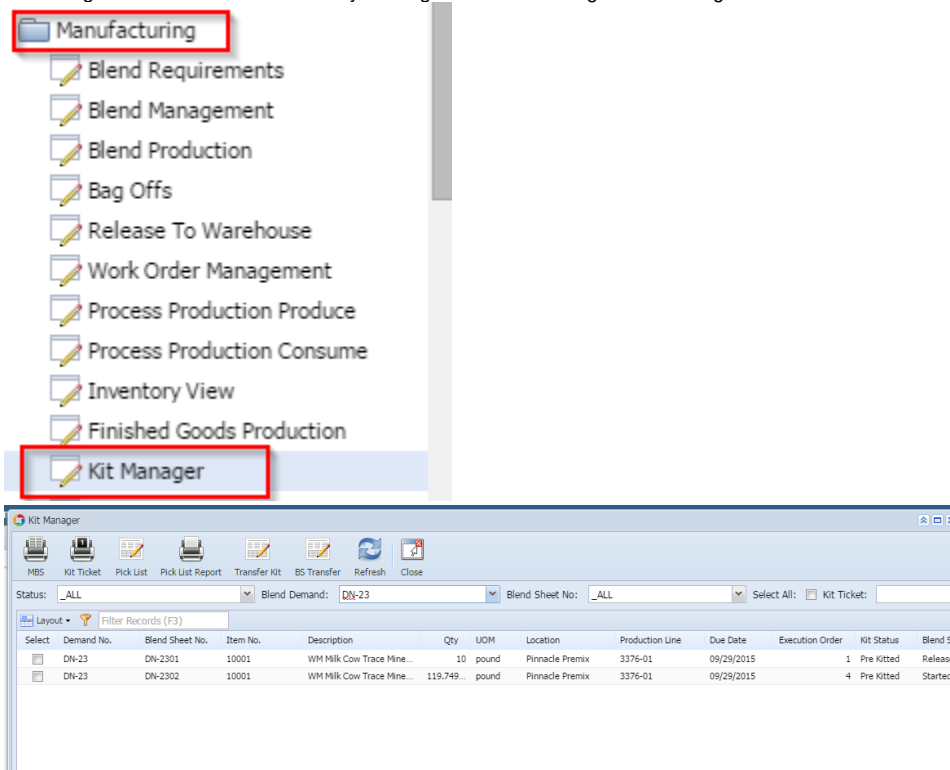 Manufacturing
Blend Requirements
Blend Management
Blend Production
Bag Offs
Release To Warehouse
Work Order Management
Process Production Produce
Process Production Consume
Inventory View
Finished Goods Production
Kit Manager
Kit Manager
MBS Kit Ticket Pick List Pick List Report Transfer Kit BS Transfer Refresh Close
Status: _ALL Blend Demand: DN-23 Blend Sheet No: _ALL Select All: Kit Ticket:
Layout Filter Records (F3)
Select Demand No. Blend Sheet No. Item No. Description Qty UOM Location Production Line Due Date Execution Order Kit Status Blend S
DN-23 DN-2301 10001 WM Milk Cow Trace Mine... 10 pound Pinnacle Premix 3376-01 09/29/2015 1 Pre Kitted Releas
DN-23 DN-2302 10001 WM Milk Cow Trace Mine... 119.749... pound Pinnacle Premix 3376-01 09/29/2015 4 Pre Kitted Started